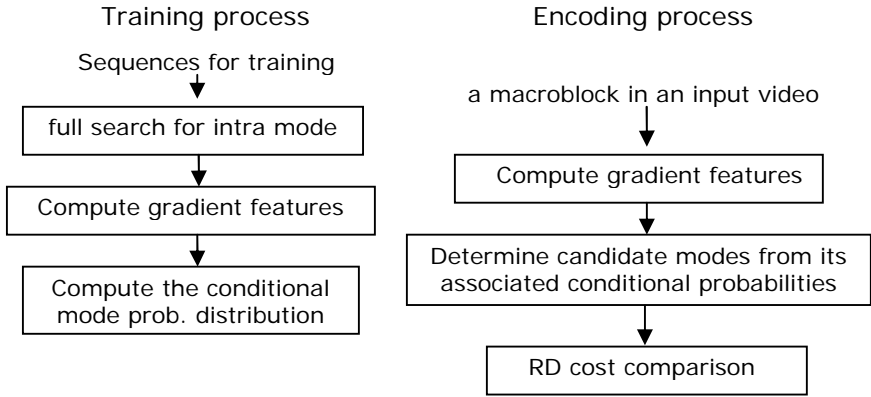 Training process
Sequences for training
full search for intra mode
Compute gradient features
Compute the conditional
mode prob. distribution
Encoding process
a macroblock in an input video
Compute gradient features
Determine candidate modes from its
associated conditional probabilities
RD cost comparison